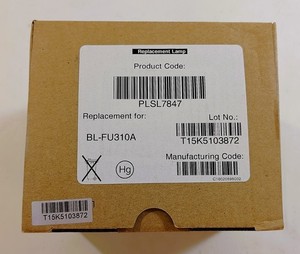 Replacement Lamp
Product Code:
PLSL7847
Replacement for:
Lot No.:
BL-FU310A
T15K5103872
Manufacturing Code:
Hg
T15K5103872